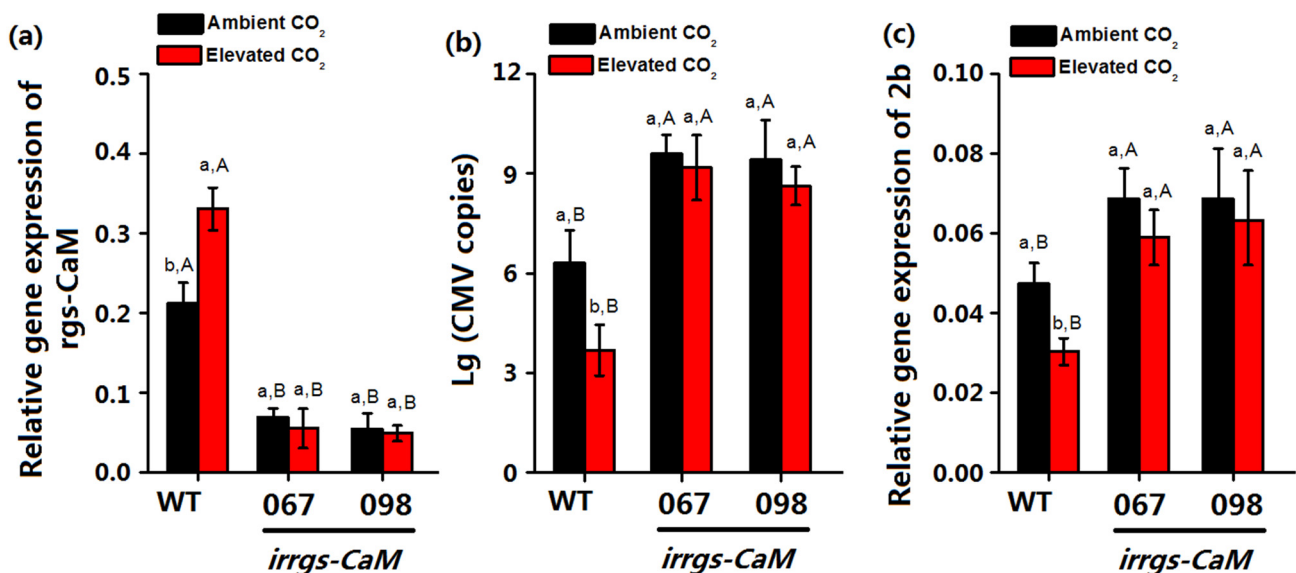 (a)
Ambient CO₂
Elevated CO₂
Relative gene expression of
rgs-CaM
0.5
0.4
0.3
0.2
0.1
0.0
b,A
a,A
a,B
a,B
a,B
a,B
WT
067
098
irrgs-CaM
(b)
Ambient CO₂
Elevated CO₂
Lg (CMV copies)
12
9
6
3
0
a,B
b,B
a,A
a,A
a,A
a,A
WT
067
098
irrgs-CaM
(c)
Ambient CO₂
Elevated CO₂
Relative gene expression of 2b
0.10
0.08
0.06
0.04
0.02
0.00
a,B
b,B
a,A
a,A
a,A
a,A
WT
067
098
irrgs-CaM